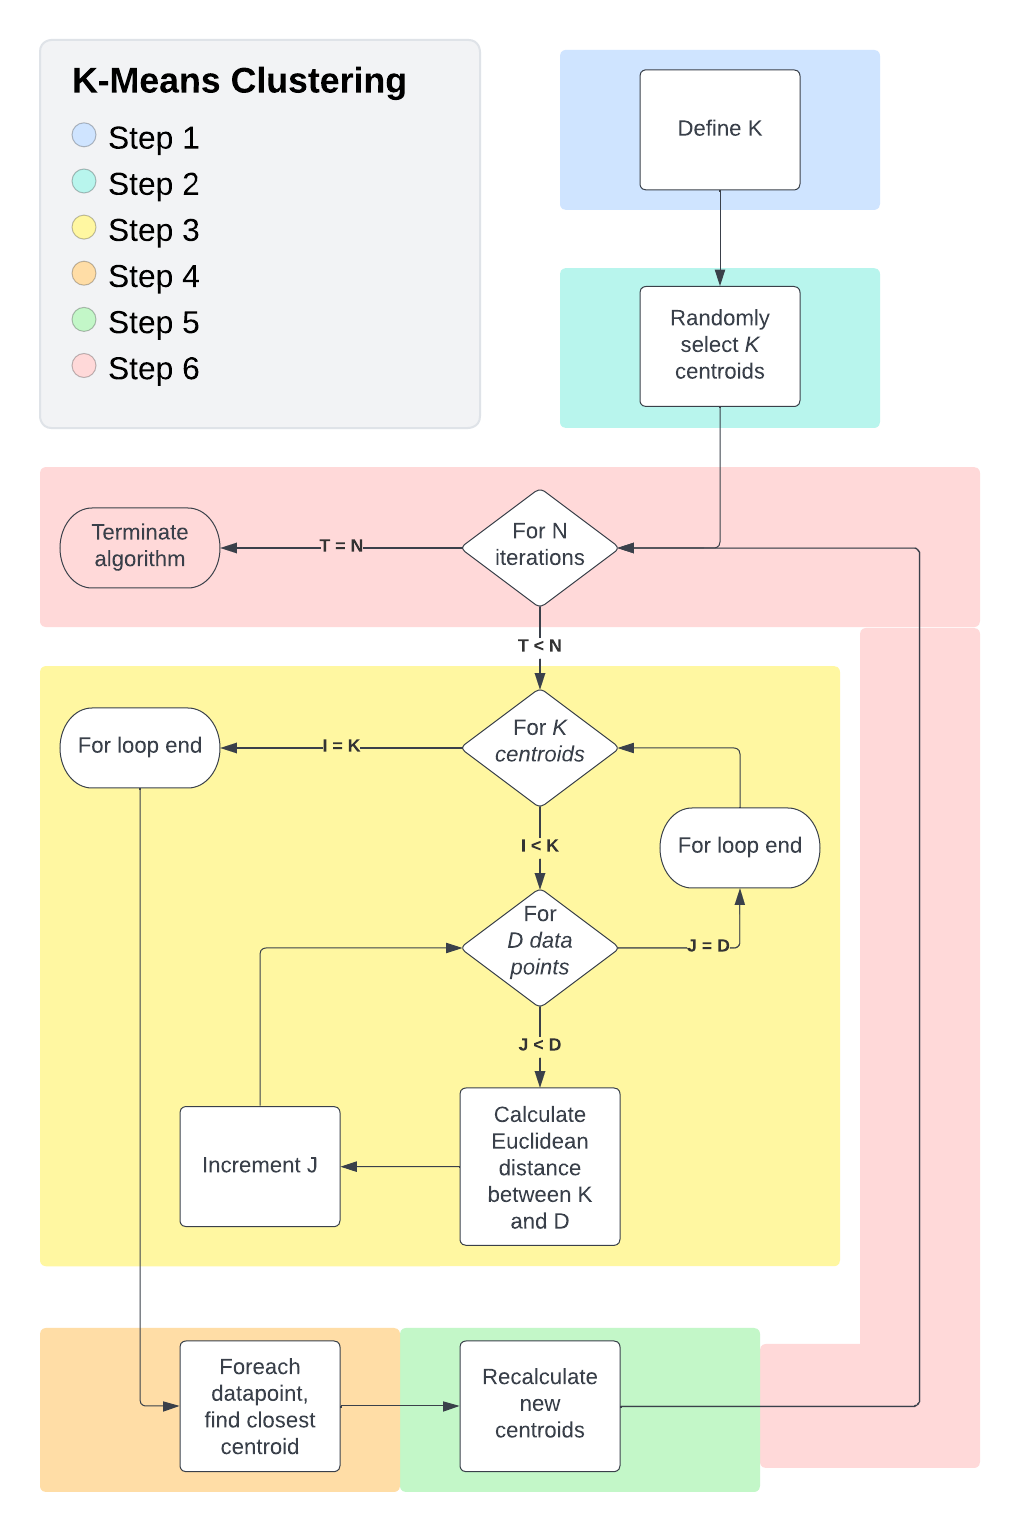 K-Means Clustering
Step 1
Step 2
Step 3
Step 4
Step 5
Step 6
Define K
Randomly
select K
centroids
For N
iterations
T = N
Terminate
algorithm
T < N
For K
centroids
I = K
For loop end
I < K
For loop end
For
D data
points
J = D
J < D
Calculate
Euclidean
distance
between K
and D
Increment J
Foreach
datapoint,
find closest
centroid
Recalculate
new
centroids